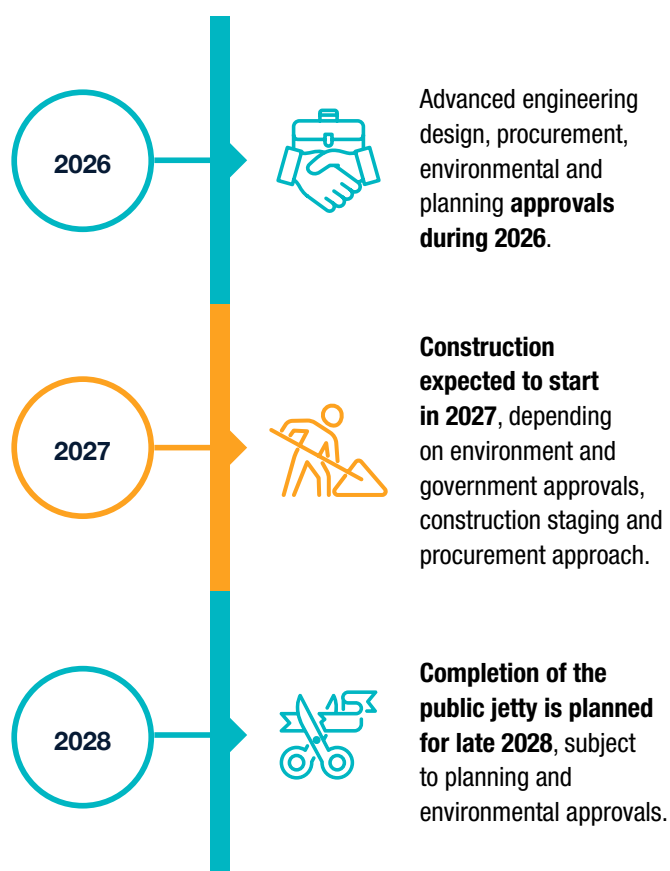 2026
Advanced engineering
design, procurement,
environmental and
planning approvals
during 2026.
2027
Construction
expected to start
in 2027, depending
on environment and
government approvals,
construction staging and
procurement approach.
2028
Completion of the
public jetty is planned
for late 2028, subject
to planning and
environmental approvals.